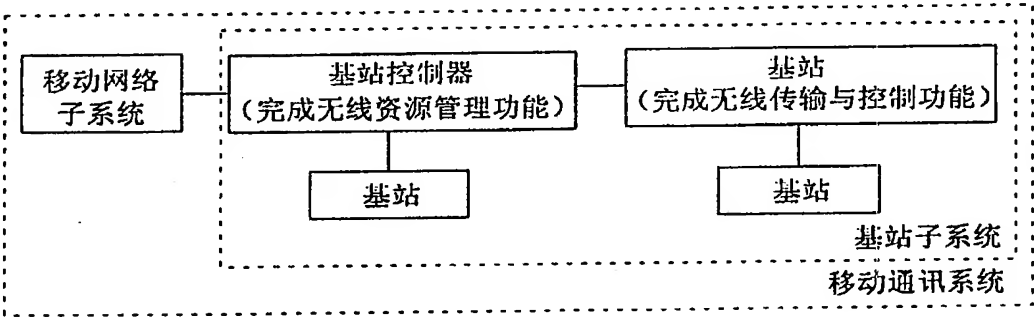 移动网络
子系统
基站控制器
(完成无线资源管理功能)
基站
(完成无线传输与控制功能)
基站
基站
基站子系统
移动通讯系统